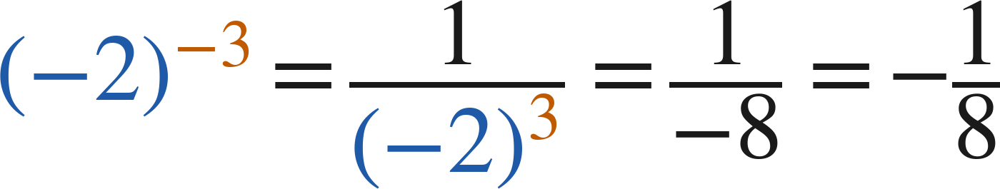 (−2)⁻³ = 1/(−2)³ = 1/−8 = −1/8